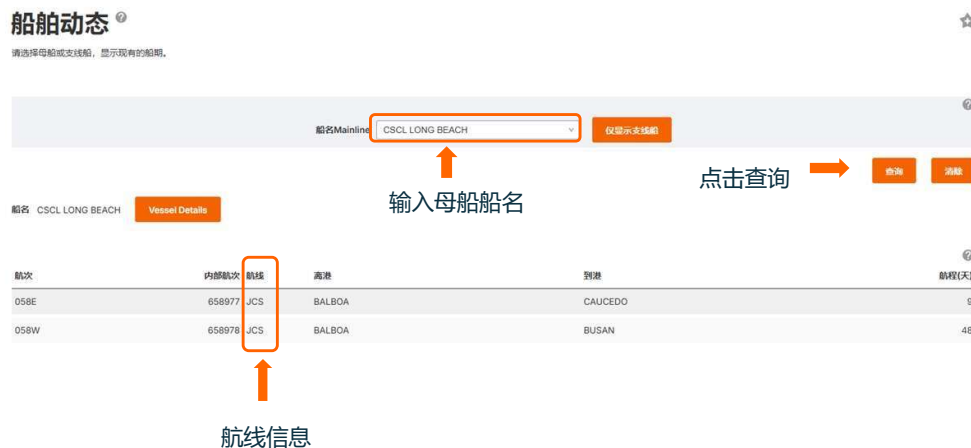 船舶动态
请选择母船或支线船，显示现有的船期。
船名Mainline CSCL LONG BEACH 仅显示支线船
点击查询 查询 清除
输入母船船名
船名 CSCL LONG BEACH Vessel Details
航次 内部航次 航线 离港 到港 航程(天)
058E 658977 JCS BALBOA CAUCEDO 9
058W 658978 JCS BALBOA BUSAN 48
航线信息